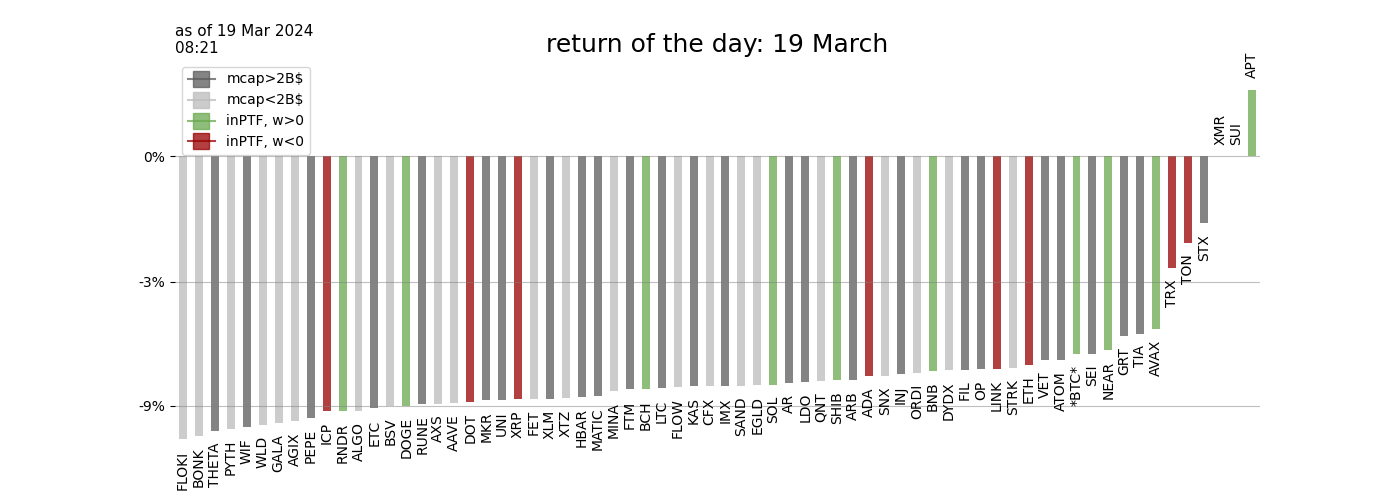 as of 19 Mar 2024
08:21
return of the day: 19 March
mcap>2B$
mcap<2B$
inPTF, w>0
inPTF, w<0
0%
-3%
-9%
FLOKI
BONK
THETA
PYTH
WIF
WLD
GALA
AGIX
PEPE
ICP
RNDR
ALGO
ETC
BSV
DOGE
RUNE
AXS
AAVE
DOT
MKR
UNI
XRP
FET
XLM
XTZ
HBAR
MATIC
MINA
FTM
BCH
LTC
FLOW
KAS
CFX
IMX
SAND
EGLD
SOL
AR
LDO
QNT
SHIB
ARB
ADA
SNX
INJ
ORDI
BNB
DYDX
FIL
OP
LINK
STRK
ETH
VET
ATOM
*BTC*
SEI
NEAR
GRT
TIA
AVAX
TRX
TON
STX
XMR
SUI
APT